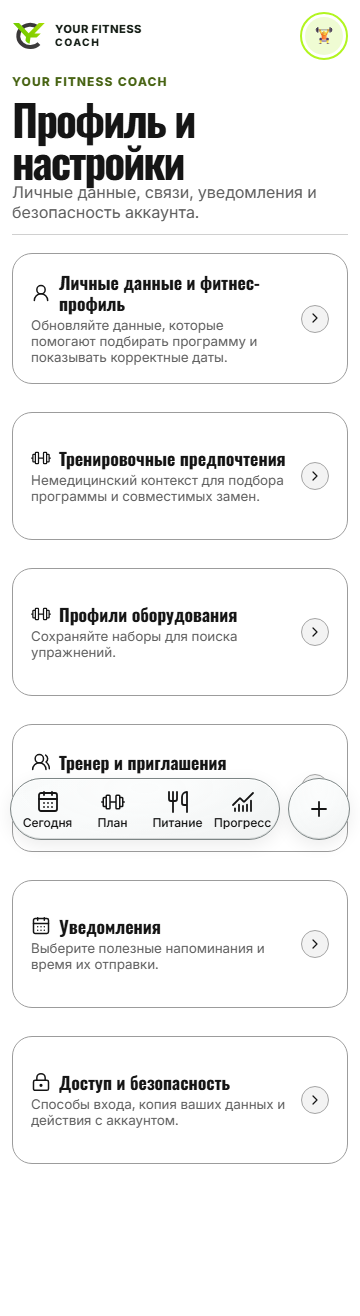 YOUR FITNESS
COACH
YOUR FITNESS COACH
Профиль и
настройки
Личные данные, связи, уведомления и
безопасность аккаунта.
Личные данные и фитнес-
профиль
Обновляйте данные, которые
помогают подбирать программу и
показывать корректные даты.
Тренировочные предпочтения
Немедицинский контекст для подбора
программы и совместимых замен.
Профили оборудования
Сохраняйте наборы для поиска
упражнений.
Тренер и приглашения
Сегодня
План
Питание
Прогресс
Уведомления
Выберите полезные напоминания и
время их отправки.
Доступ и безопасность
Способы входа, копия ваших данных и
действия с аккаунтом.